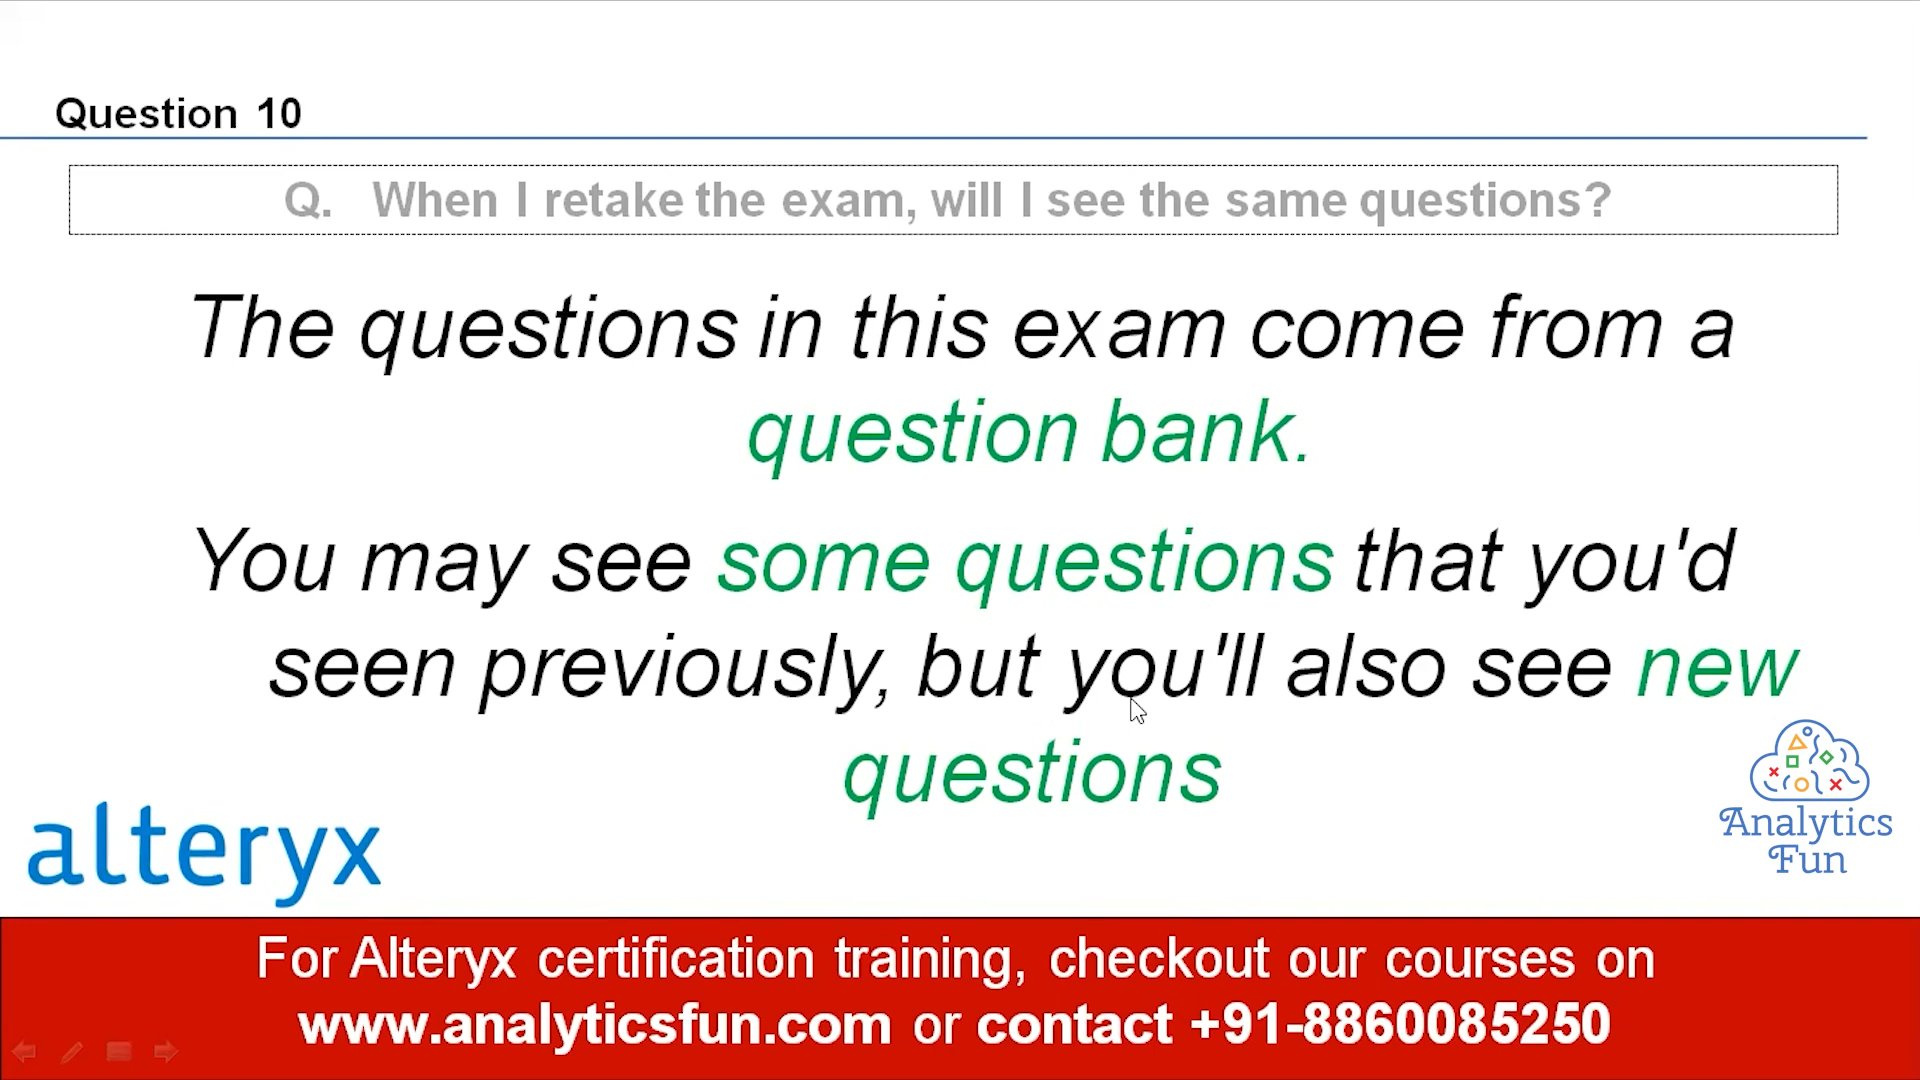 Question 10
Q. When I retake the exam, will I see the same questions?
The questions in this exam come from a
question bank.
You may see some questions that you'd
seen previously, but you'll also see new
questions
alteryx
Analytics
Fun
For Alteryx certification training, checkout our courses on
www.analyticsfun.com or contact +91-8860085250